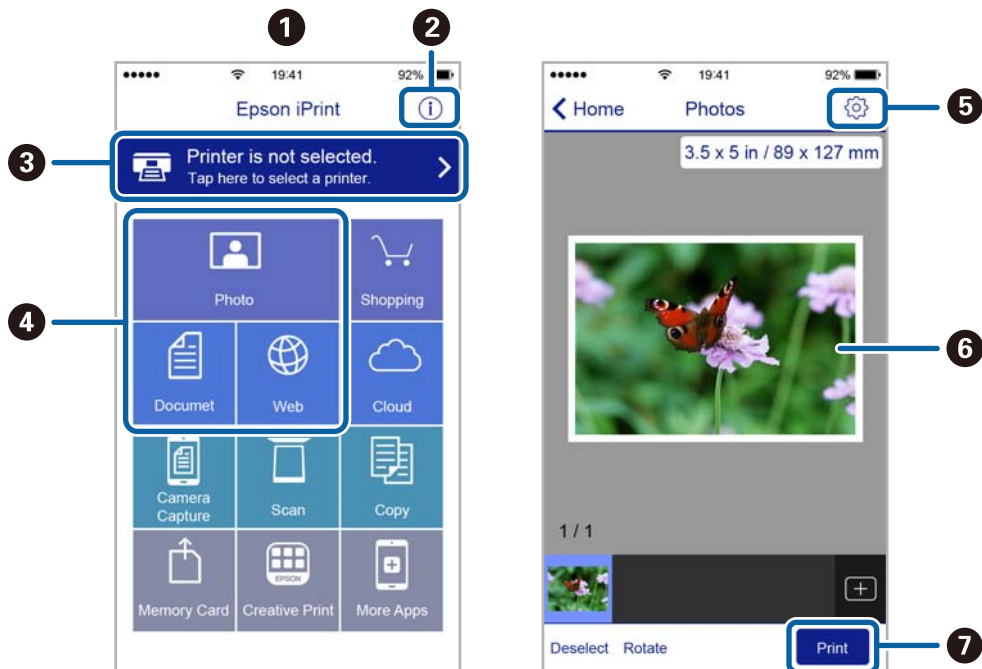 1
2
19:41
92%
Epson iPrint
3
Printer is not selected.
Tap here to select a printer.
4
Photo
Shopping
Documet
Web
Cloud
Camera
Capture
Scan
Copy
EPSON
Memory Card
Creative Print
More Apps
19:41
92%
Home
Photos
5
3.5 x 5 in / 89 x 127 mm
6
1 / 1
Deselect
Rotate
Print
7